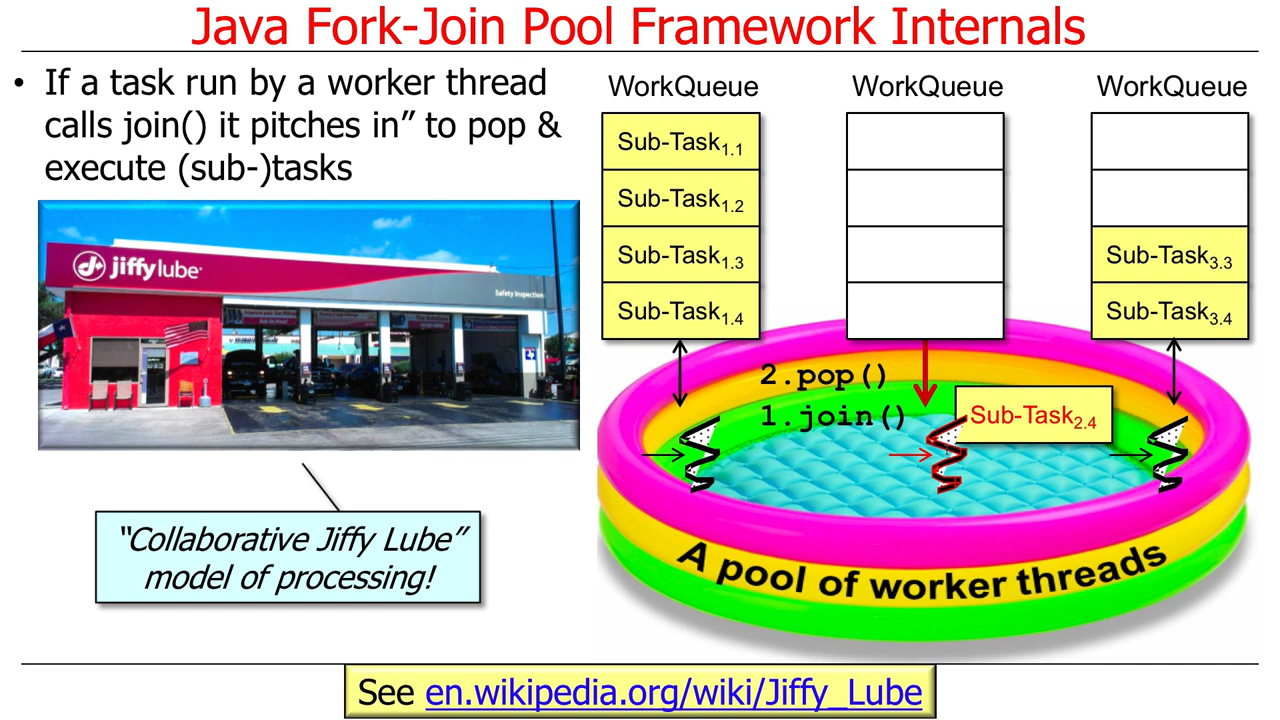 Java Fork-Join Pool Framework Internals
• If a task run by a worker thread
calls join() it pitches in” to pop &
execute (sub-)tasks
jiffylube
Safety Inspection
“Collaborative Jiffy Lube”
model of processing!
WorkQueue
Sub-Task1.1
Sub-Task1.2
Sub-Task1.3
Sub-Task1.4
WorkQueue
WorkQueue
Sub-Task3.3
Sub-Task3.4
2.pop()
1.join()
Sub-Task2.4
A pool of worker threads
See en.wikipedia.org/wiki/Jiffy_Lube